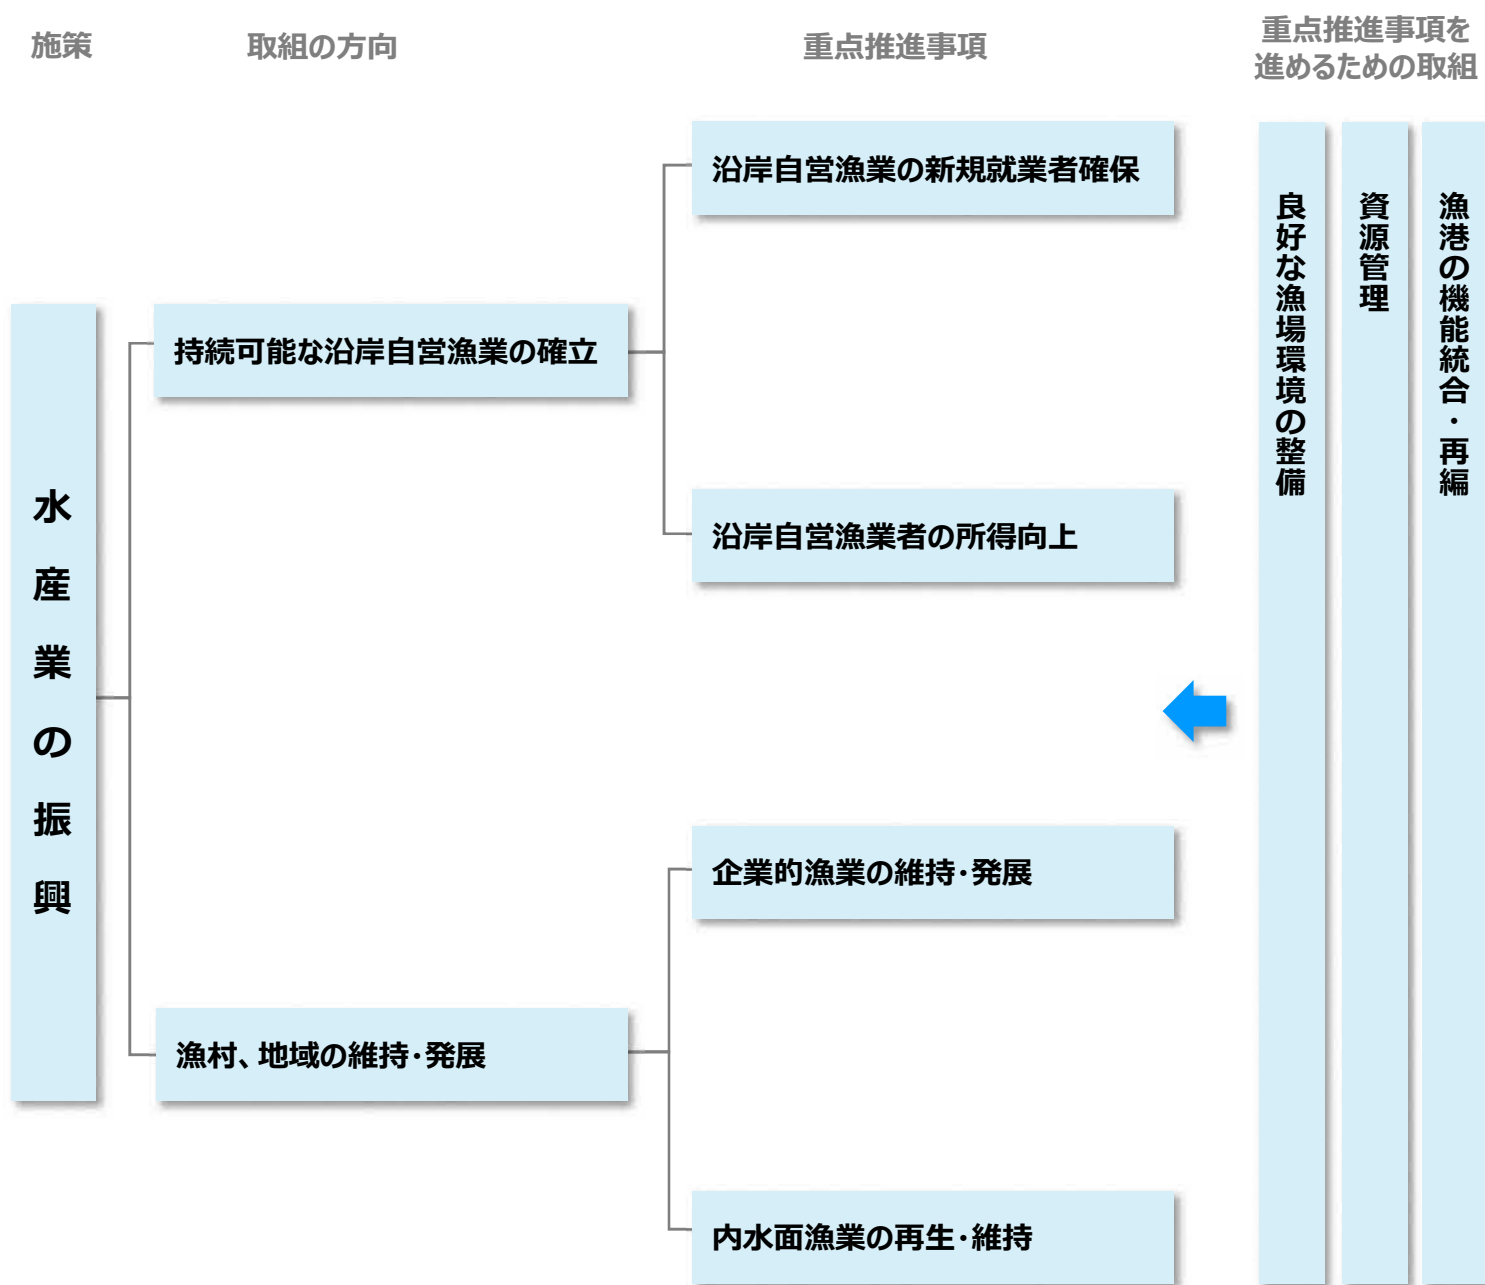 施策
取組の方向
重点推進事項
重点推進事項を
進めるための取組
水産業の振興
持続可能な沿岸自営漁業の確立
沿岸自営漁業の新規就業者確保
沿岸自営漁業者の所得向上
漁村、地域の維持・発展
企業的漁業の維持・発展
内水面漁業の再生・維持
良好な漁場環境の整備
資源管理
漁港の機能統合・再編